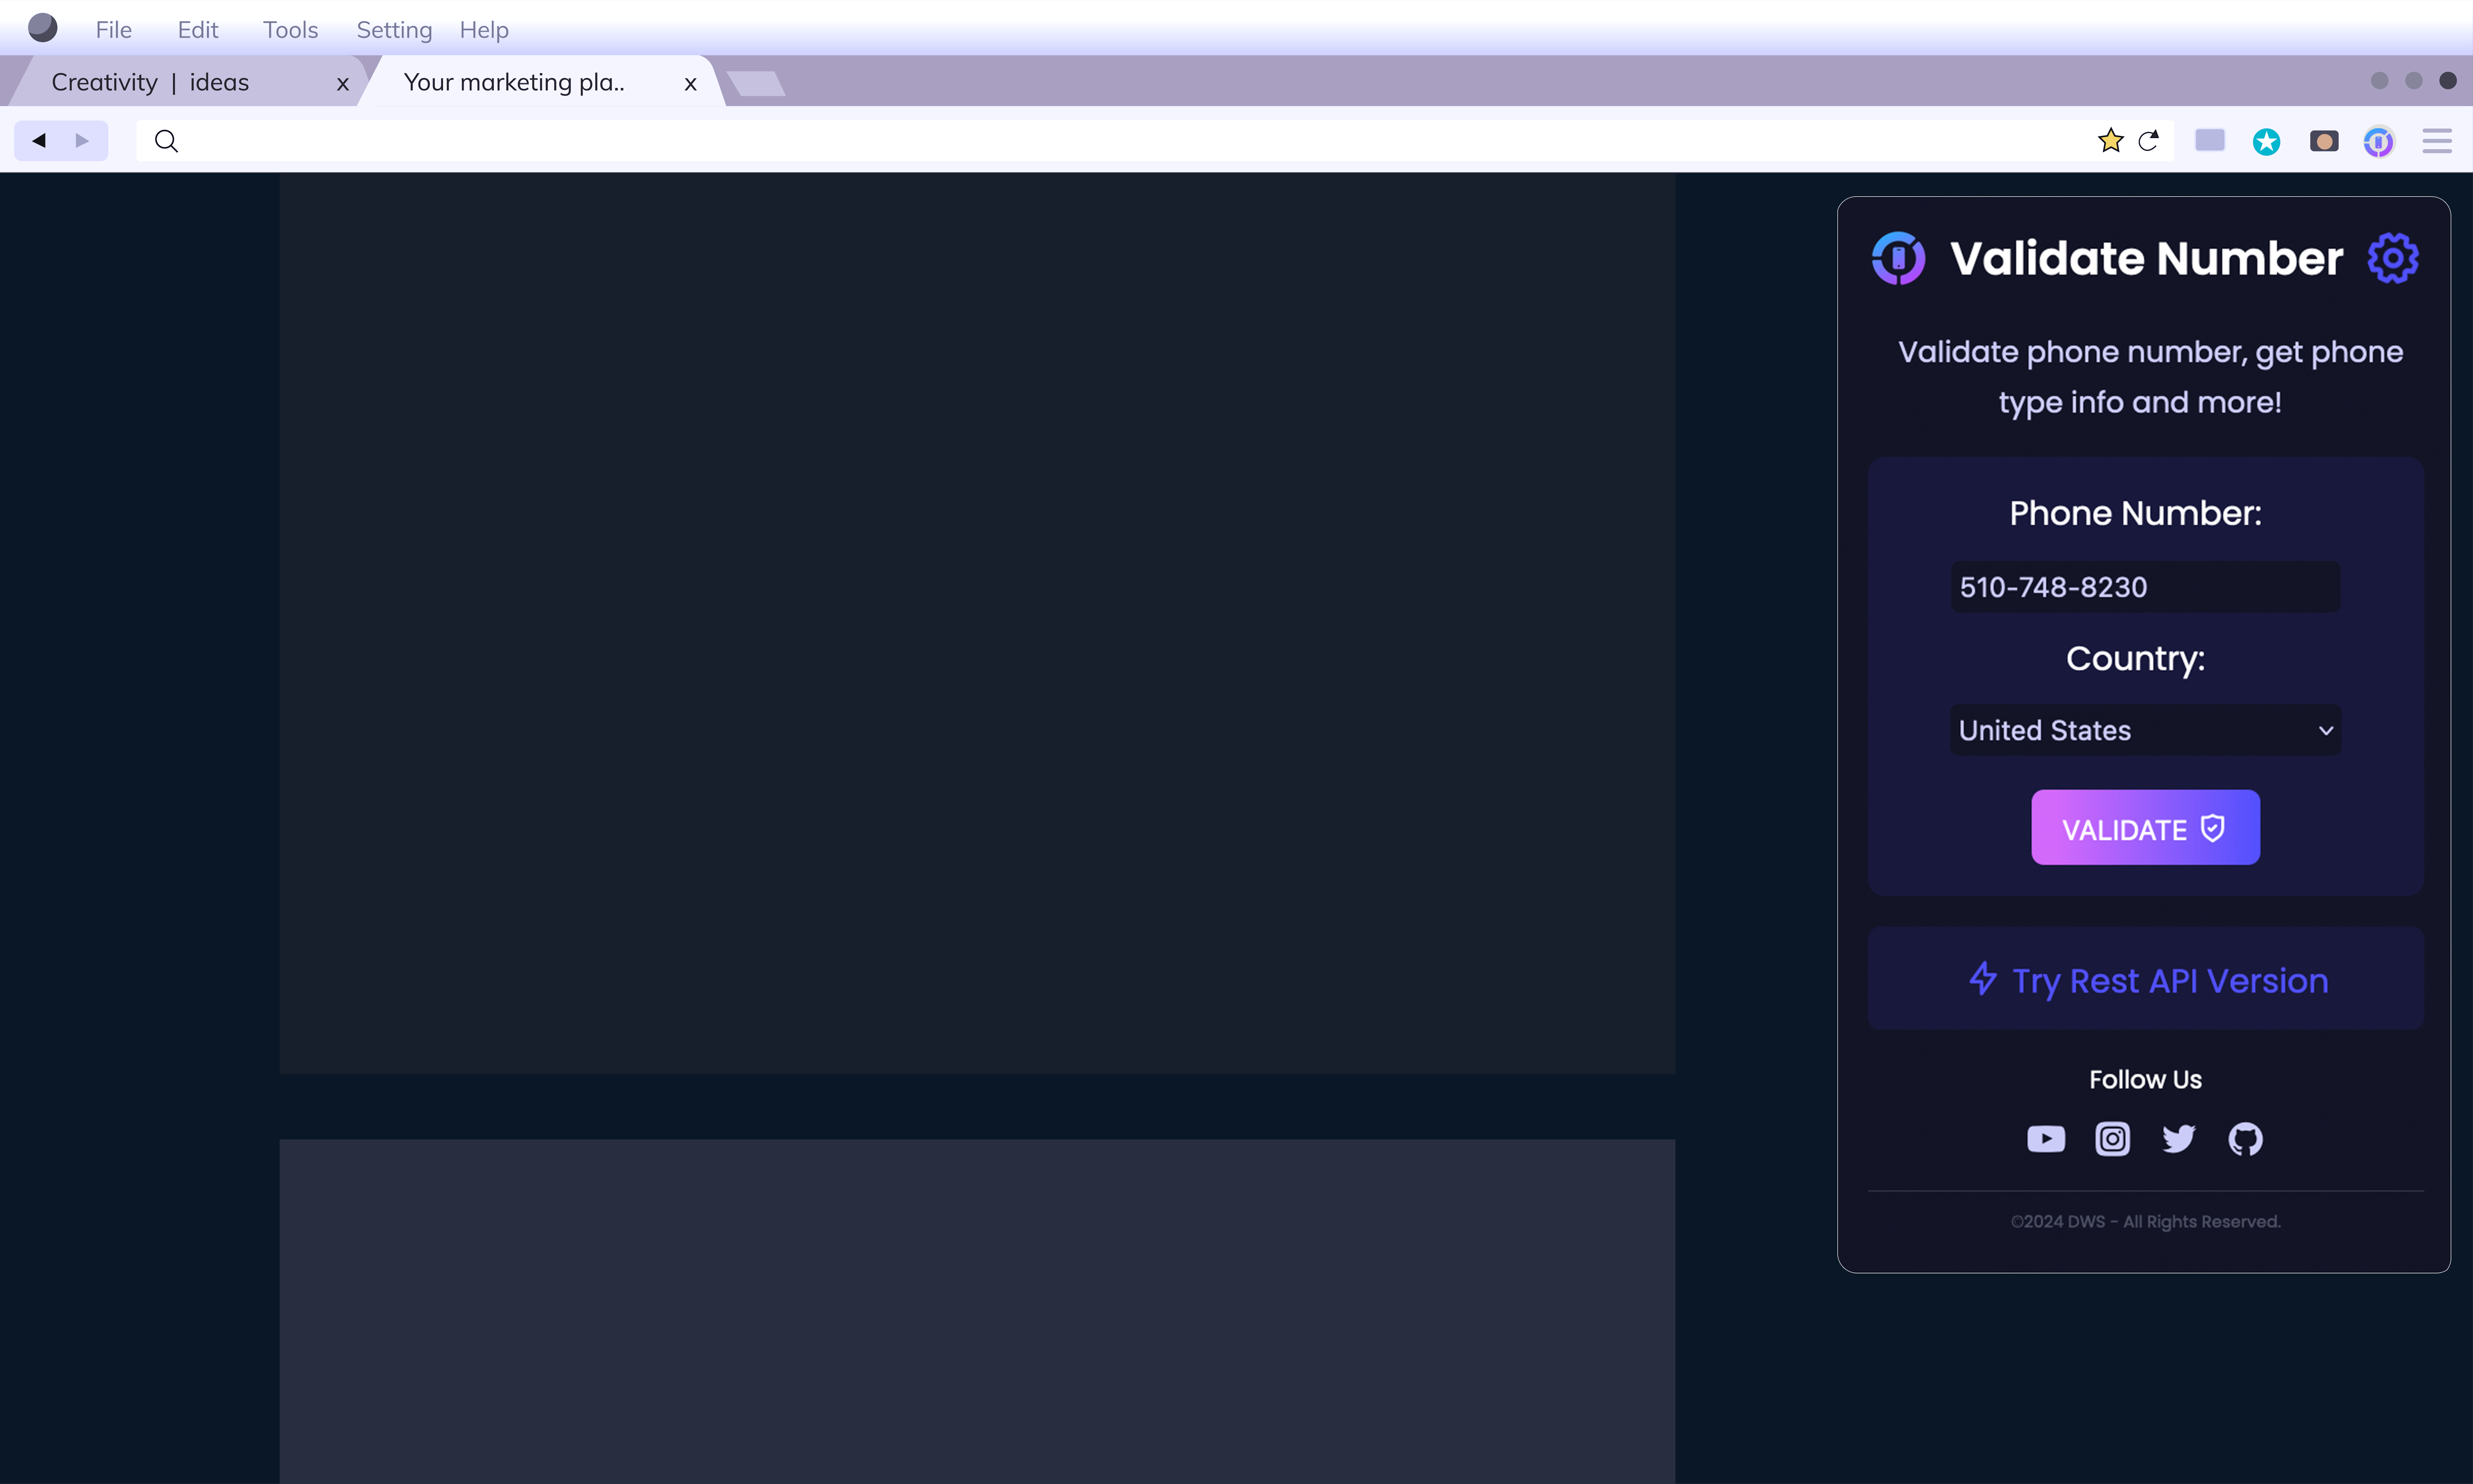 File Edit Tools Setting Help
Creativity | ideas x Your marketing pla.. x
Validate Number
Validate phone number, get phone
type info and more!
Phone Number:
510-748-8230
Country:
United States
VALIDATE
Try Rest API Version
Follow Us
©2024 DWS - All Rights Reserved.